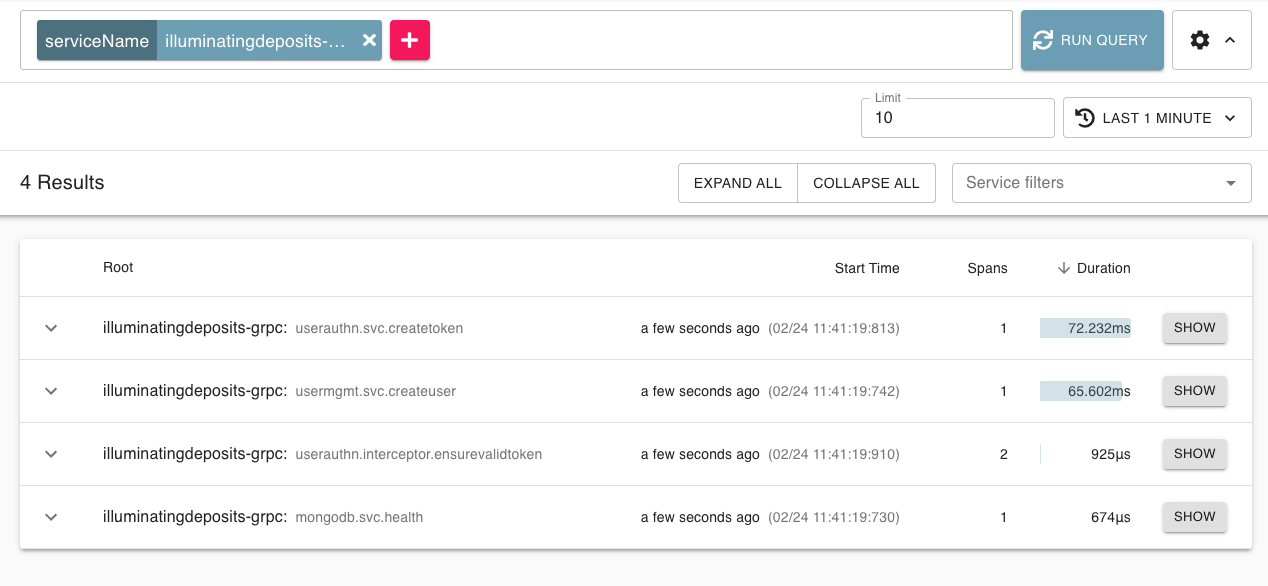 serviceName illuminatingdeposits-...
RUN QUERY
Limit
10
LAST 1 MINUTE
4 Results
EXPAND ALL COLLAPSE ALL Service filters
Root Start Time Spans Duration
illuminatingdeposits-grpc: userauthn.svc.createtoken a few seconds ago (02/24 11:41:19:813) 1 72.232ms SHOW
illuminatingdeposits-grpc: usermgmt.svc.createuser a few seconds ago (02/24 11:41:19:742) 1 65.602ms SHOW
illuminatingdeposits-grpc: userauthn.interceptor.ensurevalidtoken a few seconds ago (02/24 11:41:19:910) 2 925μs SHOW
illuminatingdeposits-grpc: mongodb.svc.health a few seconds ago (02/24 11:41:19:730) 1 674μs SHOW